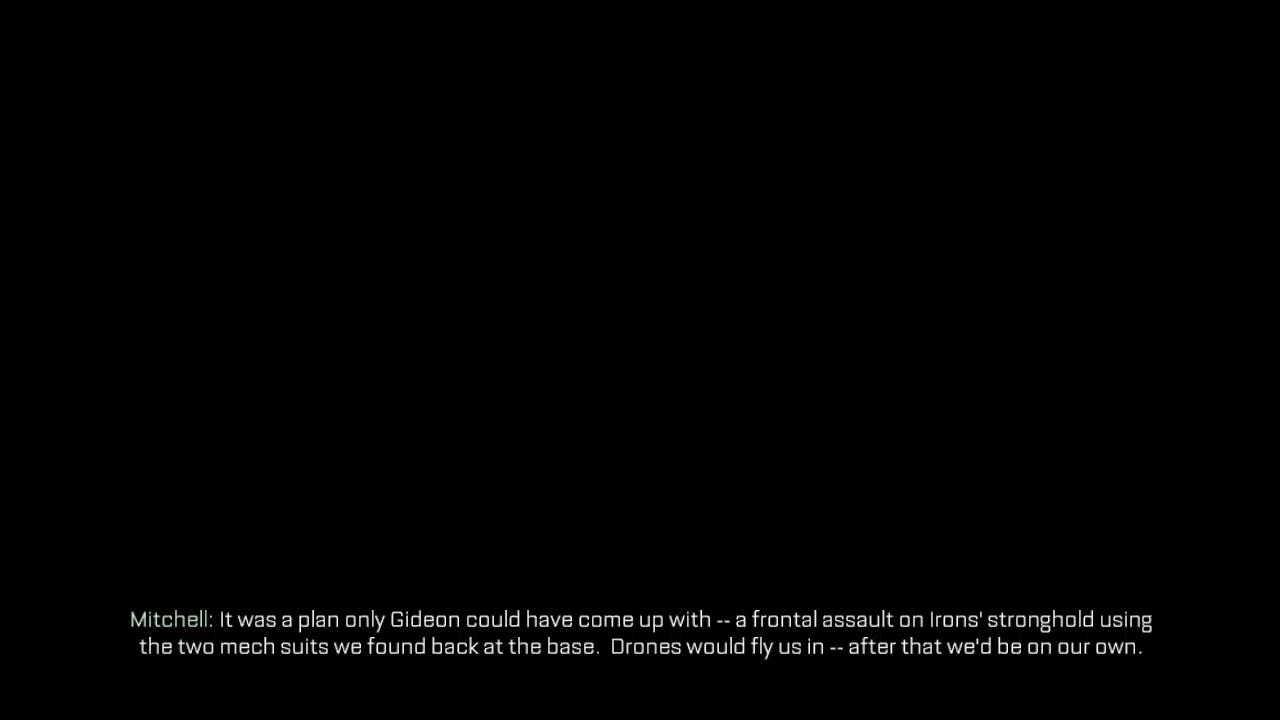 Mitchell: It was a plan only Gideon could have come up with -- a frontal assault on Irons' stronghold using
the two mech suits we found back at the base.  Drones would fly us in -- after that we'd be on our own.